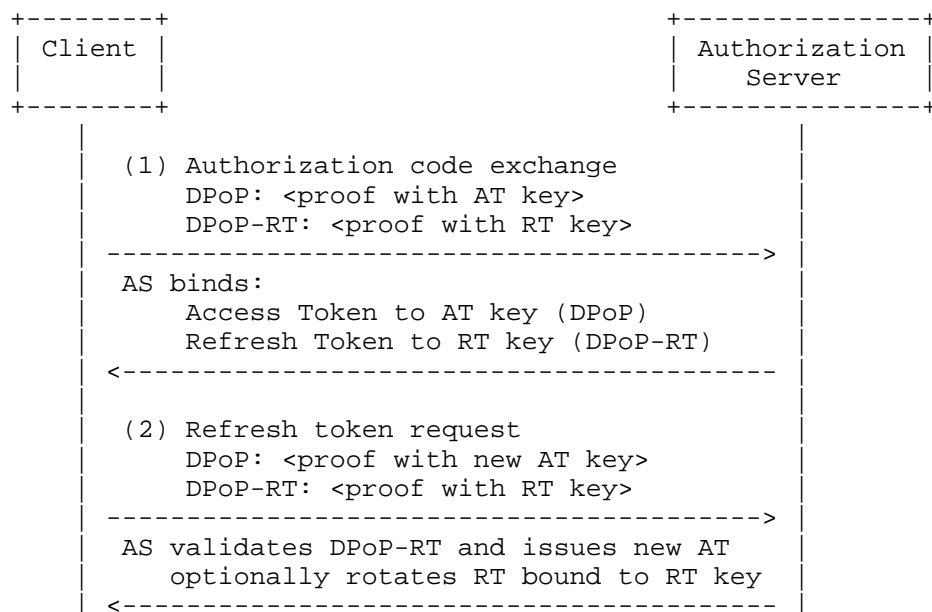 Client
Authorization
Server
(1) Authorization code exchange
DPoP: <proof with AT key>
DPoP-RT: <proof with RT key>
AS binds:
Access Token to AT key (DPoP)
Refresh Token to RT key (DPoP-RT)
(2) Refresh token request
DPoP: <proof with new AT key>
DPoP-RT: <proof with RT key>
AS validates DPoP-RT and issues new AT
optionally rotates RT bound to RT key